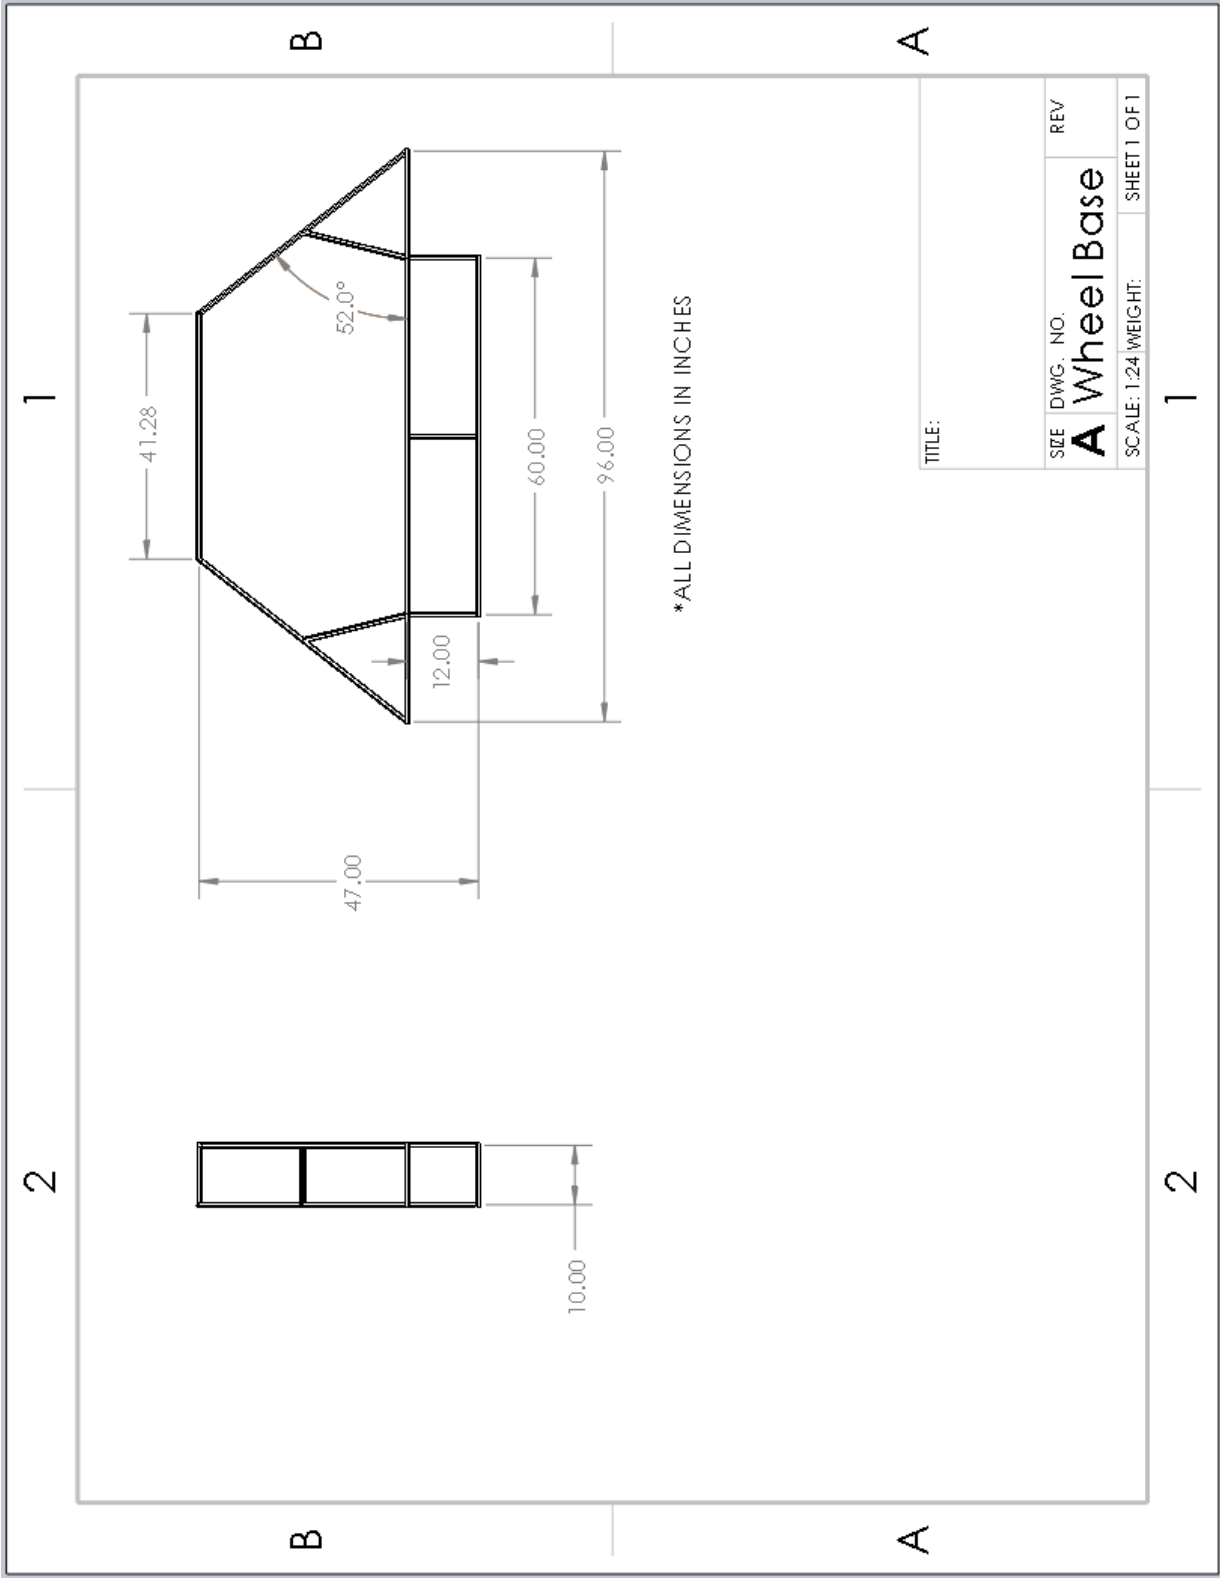 2
1
B
B
47.00
41.28
52.0°
12.00
60.00
10.00
96.00
*ALL DIMENSIONS IN INCHES
A
A
TITLE:
SIZE DWG. NO. REV
A Wheel Base
SCALE: 1:24 WEIGHT: SHEET 1 OF 1
2
1